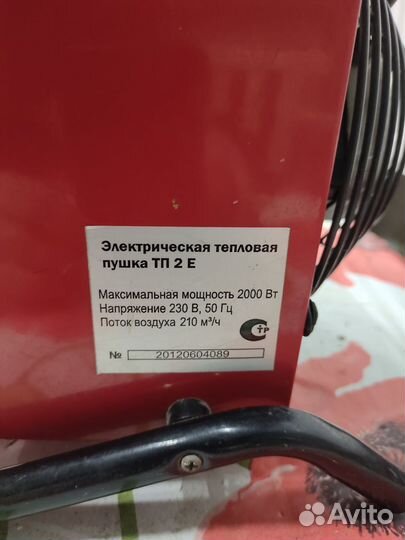 Электрическая тепловая
пушка ТП 2 Е
Максимальная мощность 2000 Вт
Напряжение 230 В, 50 Гц
Поток воздуха 210 м³/ч
СТР
№ 20120604089
Avito